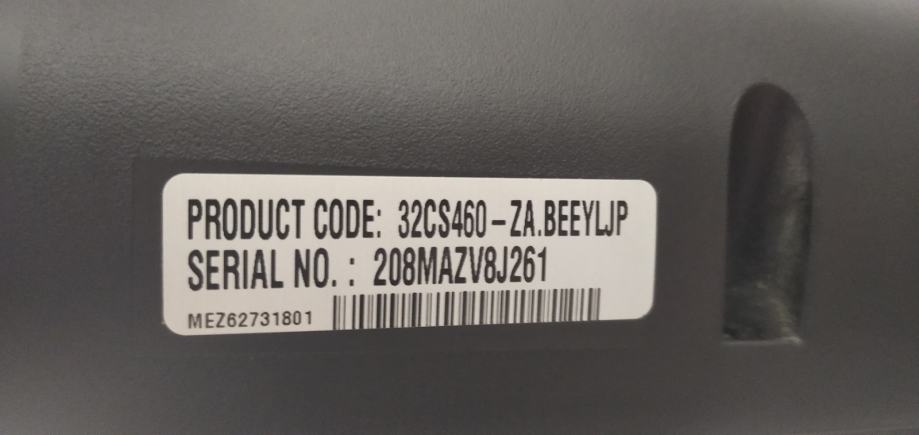 PRODUCT CODE: 32CS460-ZA.BEEYLJP
SERIAL NO. : 208MAZV8J261
MEZ62731801